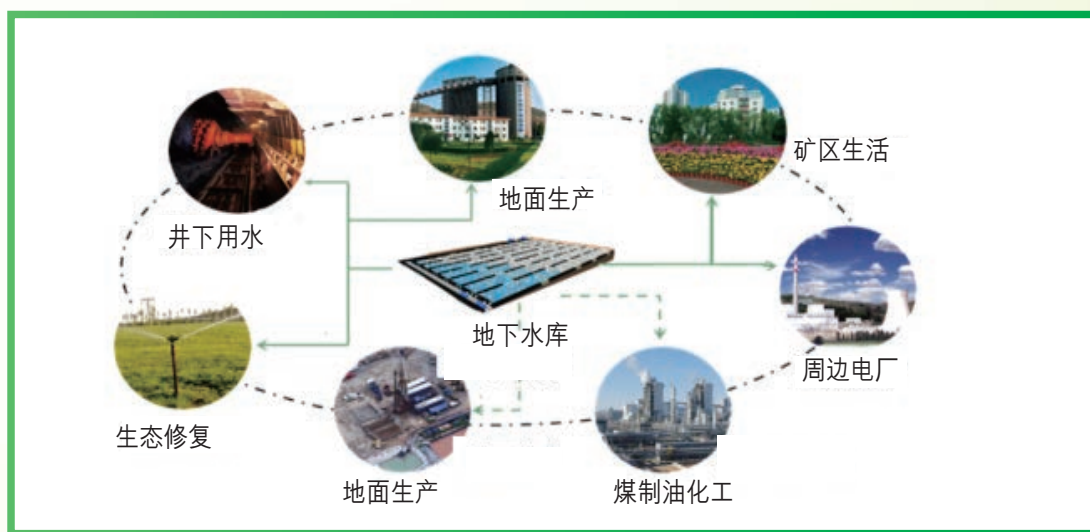 地面生产
矿区生活
井下用水
地下水库
周边电厂
生态修复
地面生产
煤制油化工